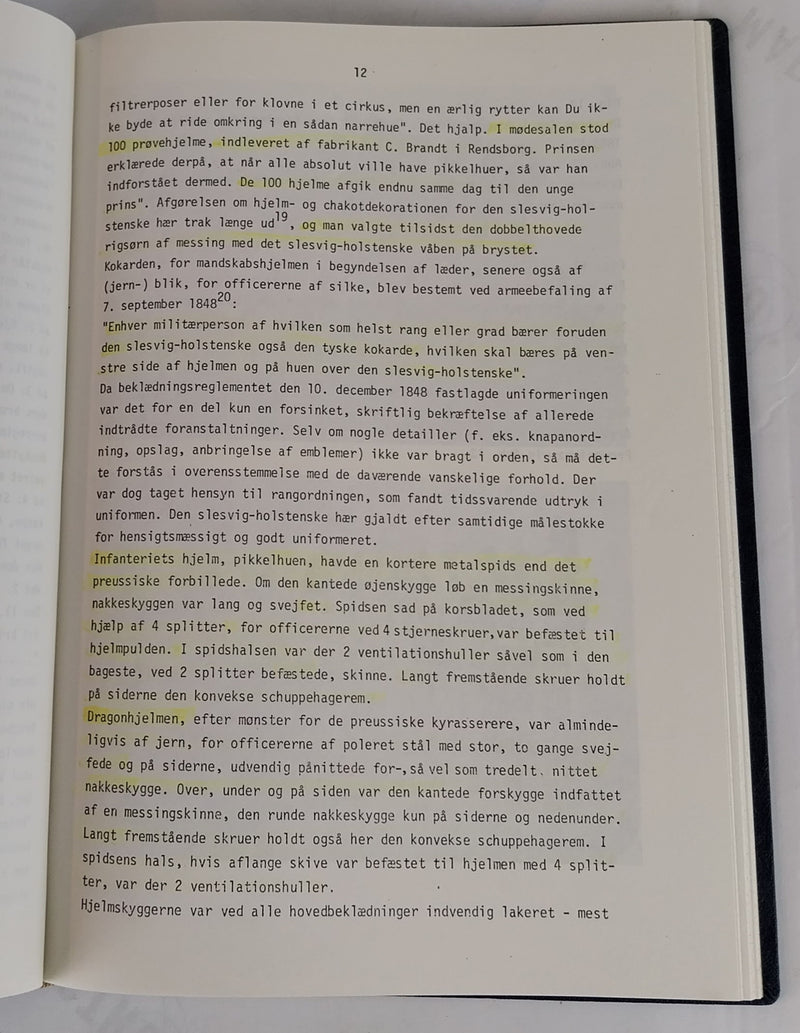 12
filtrerposer eller for klovne i et cirkus, men en ærlig rytter kan Du ik-
ke byde at ride omkring i en sådan narrehue". Det hjalp. I mødesalen stod
100 prøvehjelme, indleveret af fabrikant C. Brandt i Rendsborg. Prinsen
erklærede derpå, at når alle absolut ville have pikkelhuer, så var han
indforstået dermed. De 100 hjelme afgik endnu samme dag til den unge
prins". Afgørelsen om hjelm- og chakotdekorationen for den slesvig-hol-
stenske hær trak længe ud19, og man valgte tilsidst den dobbelthovede
rigsørn af messing med det slesvig-holstenske våben på brystet.
Kokarden, for mandskabshjelmen i begyndelsen af læder, senere også af
(jern-) blik, for officererne af silke, blev bestemt ved armeebefaling af
7. september 184820:
"Enhver militærperson af hvilken som helst rang eller grad bærer foruden
den slesvig-holstenske også den tyske kokarde, hvilken skal bæres på ven-
stre side af hjelmen og på huen over den slesvig-holstenske".
Da beklædningsreglementet den 10. december 1848 fastlagde uniformeringen
var det for en del kun en forsinket, skriftlig bekræftelse af allerede
indtrådte foranstaltninger. Selv om nogle detailler (f. eks. knapanord-
ning, opslag, anbringelse af emblemer) ikke var bragt i orden, så må det-
te forstås i overensstemmelse med de daværende vanskelige forhold. Der
var dog taget hensyn til rangordningen, som fandt tidssvarende udtryk i
uniformen. Den slesvig-holstenske hær gjaldt efter samtidige målestokke
for hensigtsmæssigt og godt uniformeret.
Infanteriets hjelm, pikkelhuen, havde en kortere metalspids end det
preussiske forbillede. Om den kantede øjenskygge løb en messingskinne,
nakkeskyggen var lang og svejfet. Spidsen sad på korsbladet, som ved
hjælp af 4 splitter, for officererne ved 4 stjerneskruer, var befæstet til
hjelmpulden. I spidshalsen var der 2 ventilationshuller såvel som i den
bageste, ved 2 splitter befæstede, skinne. Langt fremstående skruer holdt
på siderne den konvekse schuppehagerem.
Dragonhjelmen, efter mønster for de preussiske kyrasserere, var alminde-
ligvis af jern, for officererne af poleret stål med stor, to gange svej-
fede og på siderne, udvendig pånittede for-, så vel som tredelt. nittet
nakkeskygge. Over, under og på siden var den kantede forskygge indfattet
af en messingskinne, den runde nakkeskygge kun på siderne og nedenunder.
Langt fremstående skruer holdt også her den konvekse schuppehagerem. I
spidsens hals, hvis aflange skive var befæstet til hjelmen med 4 split-
ter, var der 2 ventilationshuller.
Hjelmskyggerne var ved alle hovedbeklædninger indvendig lakeret - mest